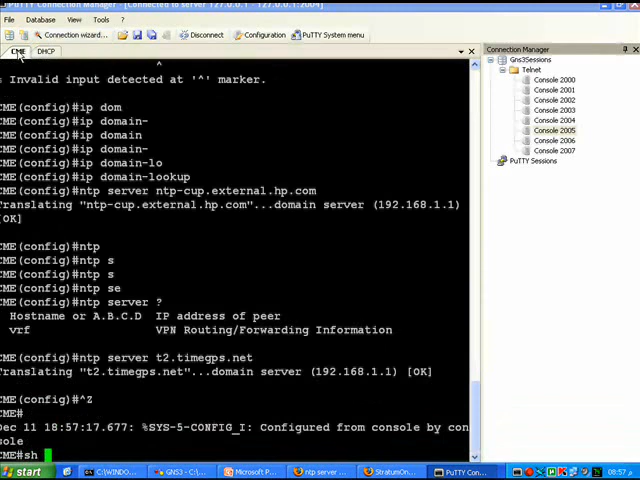 PuTTY Connection Manager [Connected to server 127.0.0.1 - 127.0.0.1:2004]
File Database View Tools ?
Connection wizard... Disconnect Configuration PuTTY System menu
CME DHCP
Connection Manager
^
Invalid input detected at '^' marker.
CME(config)#ip dom
CME(config)#ip domain-
CME(config)#ip domain
CME(config)#ip domain-
CME(config)#ip domain-lo
CME(config)#ip domain-lookup
CME(config)#ntp server ntp-cup.external.hp.com
Translating "ntp-cup.external.hp.com"...domain server (192.168.1.1)
[OK]
CME(config)#ntp
CME(config)#ntp s
CME(config)#ntp s
CME(config)#ntp se
CME(config)#ntp server ?
Hostname or A.B.C.D IP address of peer
vrf VPN Routing/Forwarding Information
CME(config)#ntp server t2.timegps.net
Translating "t2.timegps.net"...domain server (192.168.1.1) [OK]
CME(config)#^Z
CME#
Dec 11 18:57:17.677: %SYS-5-CONFIG_I: Configured from console by con
sole
CME#sh
Gns3Sessions
Telnet
Console 2000
Console 2001
Console 2002
Console 2003
Console 2004
Console 2005
Console 2006
Console 2007
PuTTY Sessions
start C:\WINDO... GNS3 - C:\... Microsoft P... ntp server ... StratumOn... PuTTY Con... 08:57